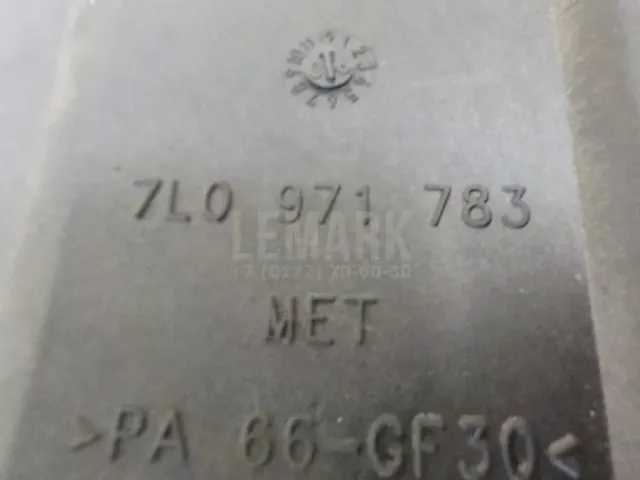 7L0 971 783
LEMARK
MET
>PA 66-GF30<